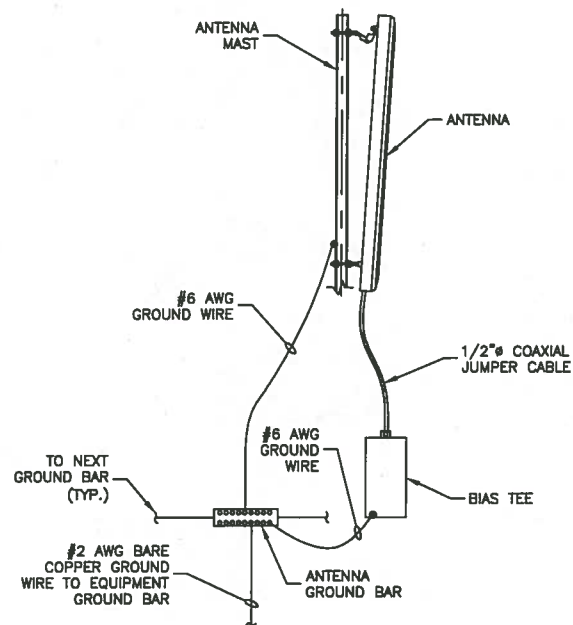 ANTENNA
MAST
ANTENNA
#6 AWG
GROUND WIRE
1/2"ø COAXIAL
JUMPER CABLE
#6 AWG
GROUND
WIRE
TO NEXT
GROUND BAR
(TYP.)
BIAS TEE
#2 AWG BARE
COPPER GROUND
WIRE TO EQUIPMENT
GROUND BAR
ANTENNA
GROUND BAR